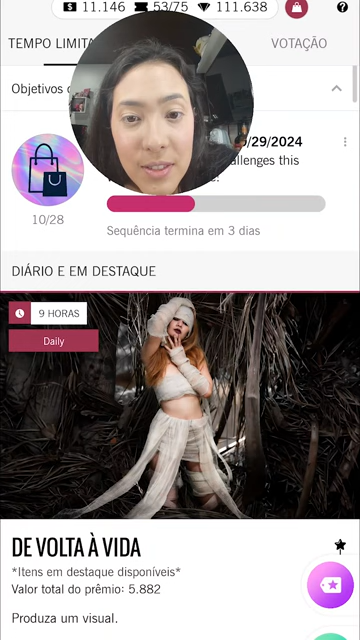 11.146 53/75 111.638
TEMPO LIMITA VOTAÇÃO
Objetivos
/29/2024
allenges this
10/28
Sequência termina em 3 dias
DIÁRIO E EM DESTAQUE
9 HORAS
Daily
DE VOLTA À VIDA
*Itens em destaque disponíveis*
Valor total do prêmio: 5.882
Produza um visual.